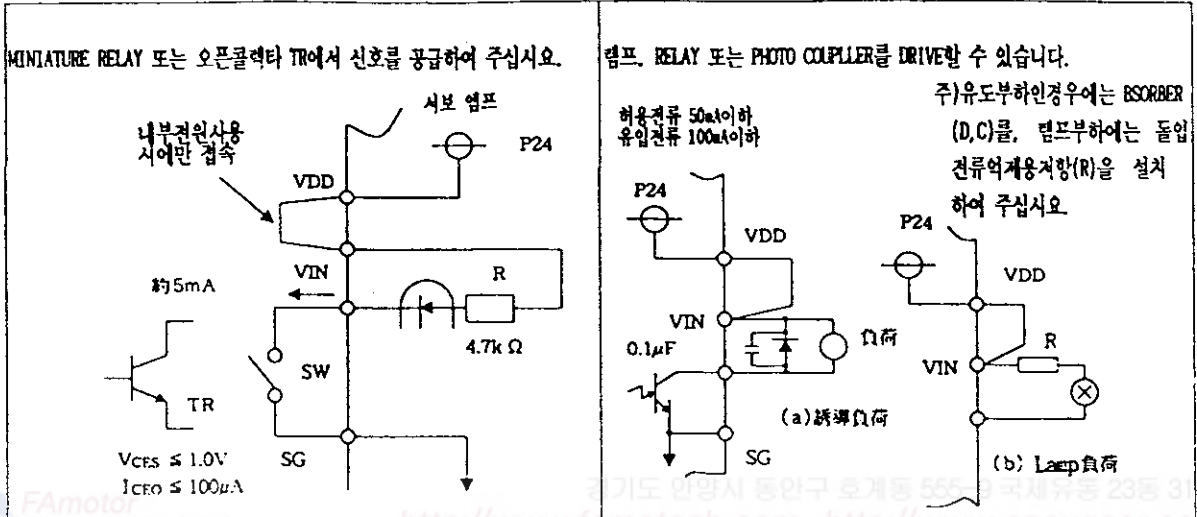 MINIATURE RELAY 또는 오픈콜렉타 TR에서 신호를 공급하여 주십시요.
서보 앰프
내부전원사용
시에만 접속
P24
VDD
VIN
R
約5mA
4.7kΩ
SW
TR
VCES ≤ 1.0V
ICEO ≤ 100μA
SG
램프, RELAY 또는 PHOTO COUPLLER를 DRIVE할 수 있습니다.
주)유도부하인경우에는 BSORBER
(D,C)를, 램프부하에는 돌입
전류억제용저항(R)을 설치
하여 주십시요
허용전류 50mA이하
유입전류 100mA이하
P24
VDD
VIN
0.1μF
負荷
(a)誘導負荷
SG
P24
VDD
R
VIN
(b) Lamp負荷
FAmotor
경기도 안양시 동안구 호계동 555-9 국제유통 23동 31